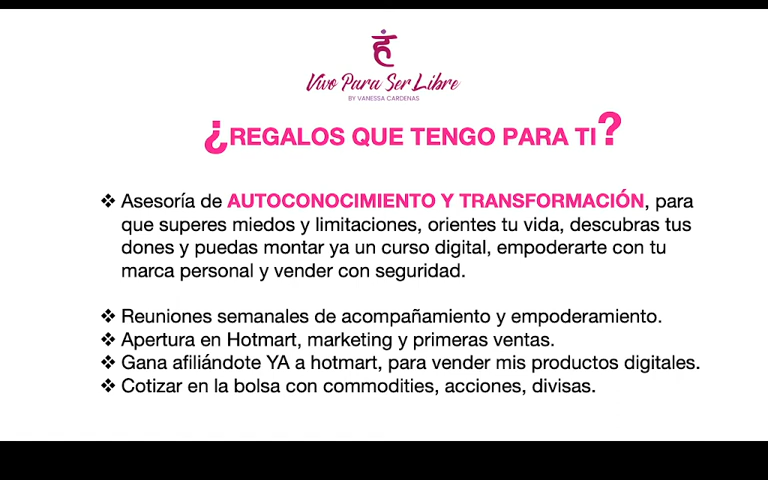 हं
Vivo Para Ser Libre
BY VANESSA CARDENAS
¿REGALOS QUE TENGO PARA TI?
❖ Asesoría de AUTOCONOCIMIENTO Y TRANSFORMACIÓN, para
que superes miedos y limitaciones, orientes tu vida, descubras tus
dones y puedas montar ya un curso digital, empoderarte con tu
marca personal y vender con seguridad.
❖ Reuniones semanales de acompañamiento y empoderamiento.
❖ Apertura en Hotmart, marketing y primeras ventas.
❖ Gana afiliándote YA a hotmart, para vender mis productos digitales.
❖ Cotizar en la bolsa con commodities, acciones, divisas.